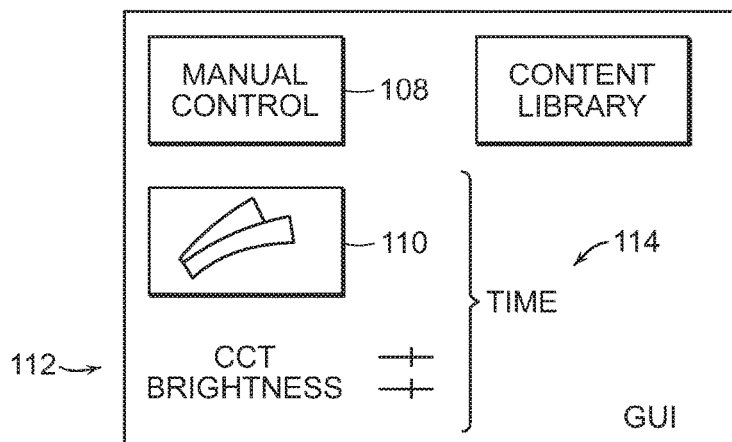 MANUAL
CONTROL
108
CONTENT
LIBRARY
110
114
TIME
112
CCT
BRIGHTNESS
GUI